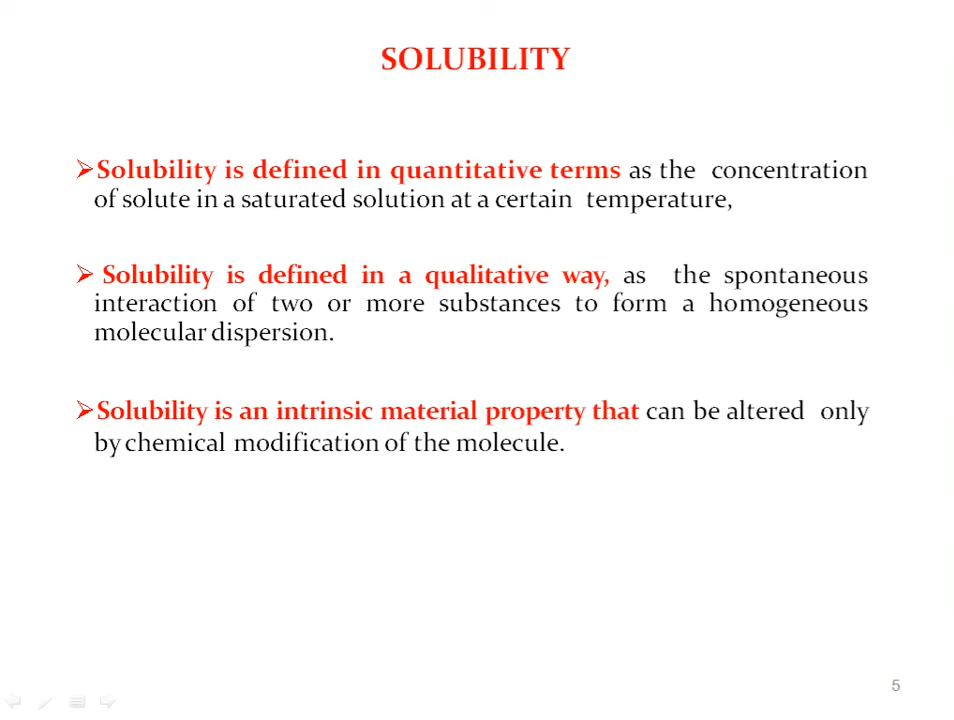 SOLUBILITY
➢Solubility is defined in quantitative terms as the concentration
of solute in a saturated solution at a certain temperature,
➢ Solubility is defined in a qualitative way, as the spontaneous
interaction of two or more substances to form a homogeneous
molecular dispersion.
➢Solubility is an intrinsic material property that can be altered only
by chemical modification of the molecule.
5